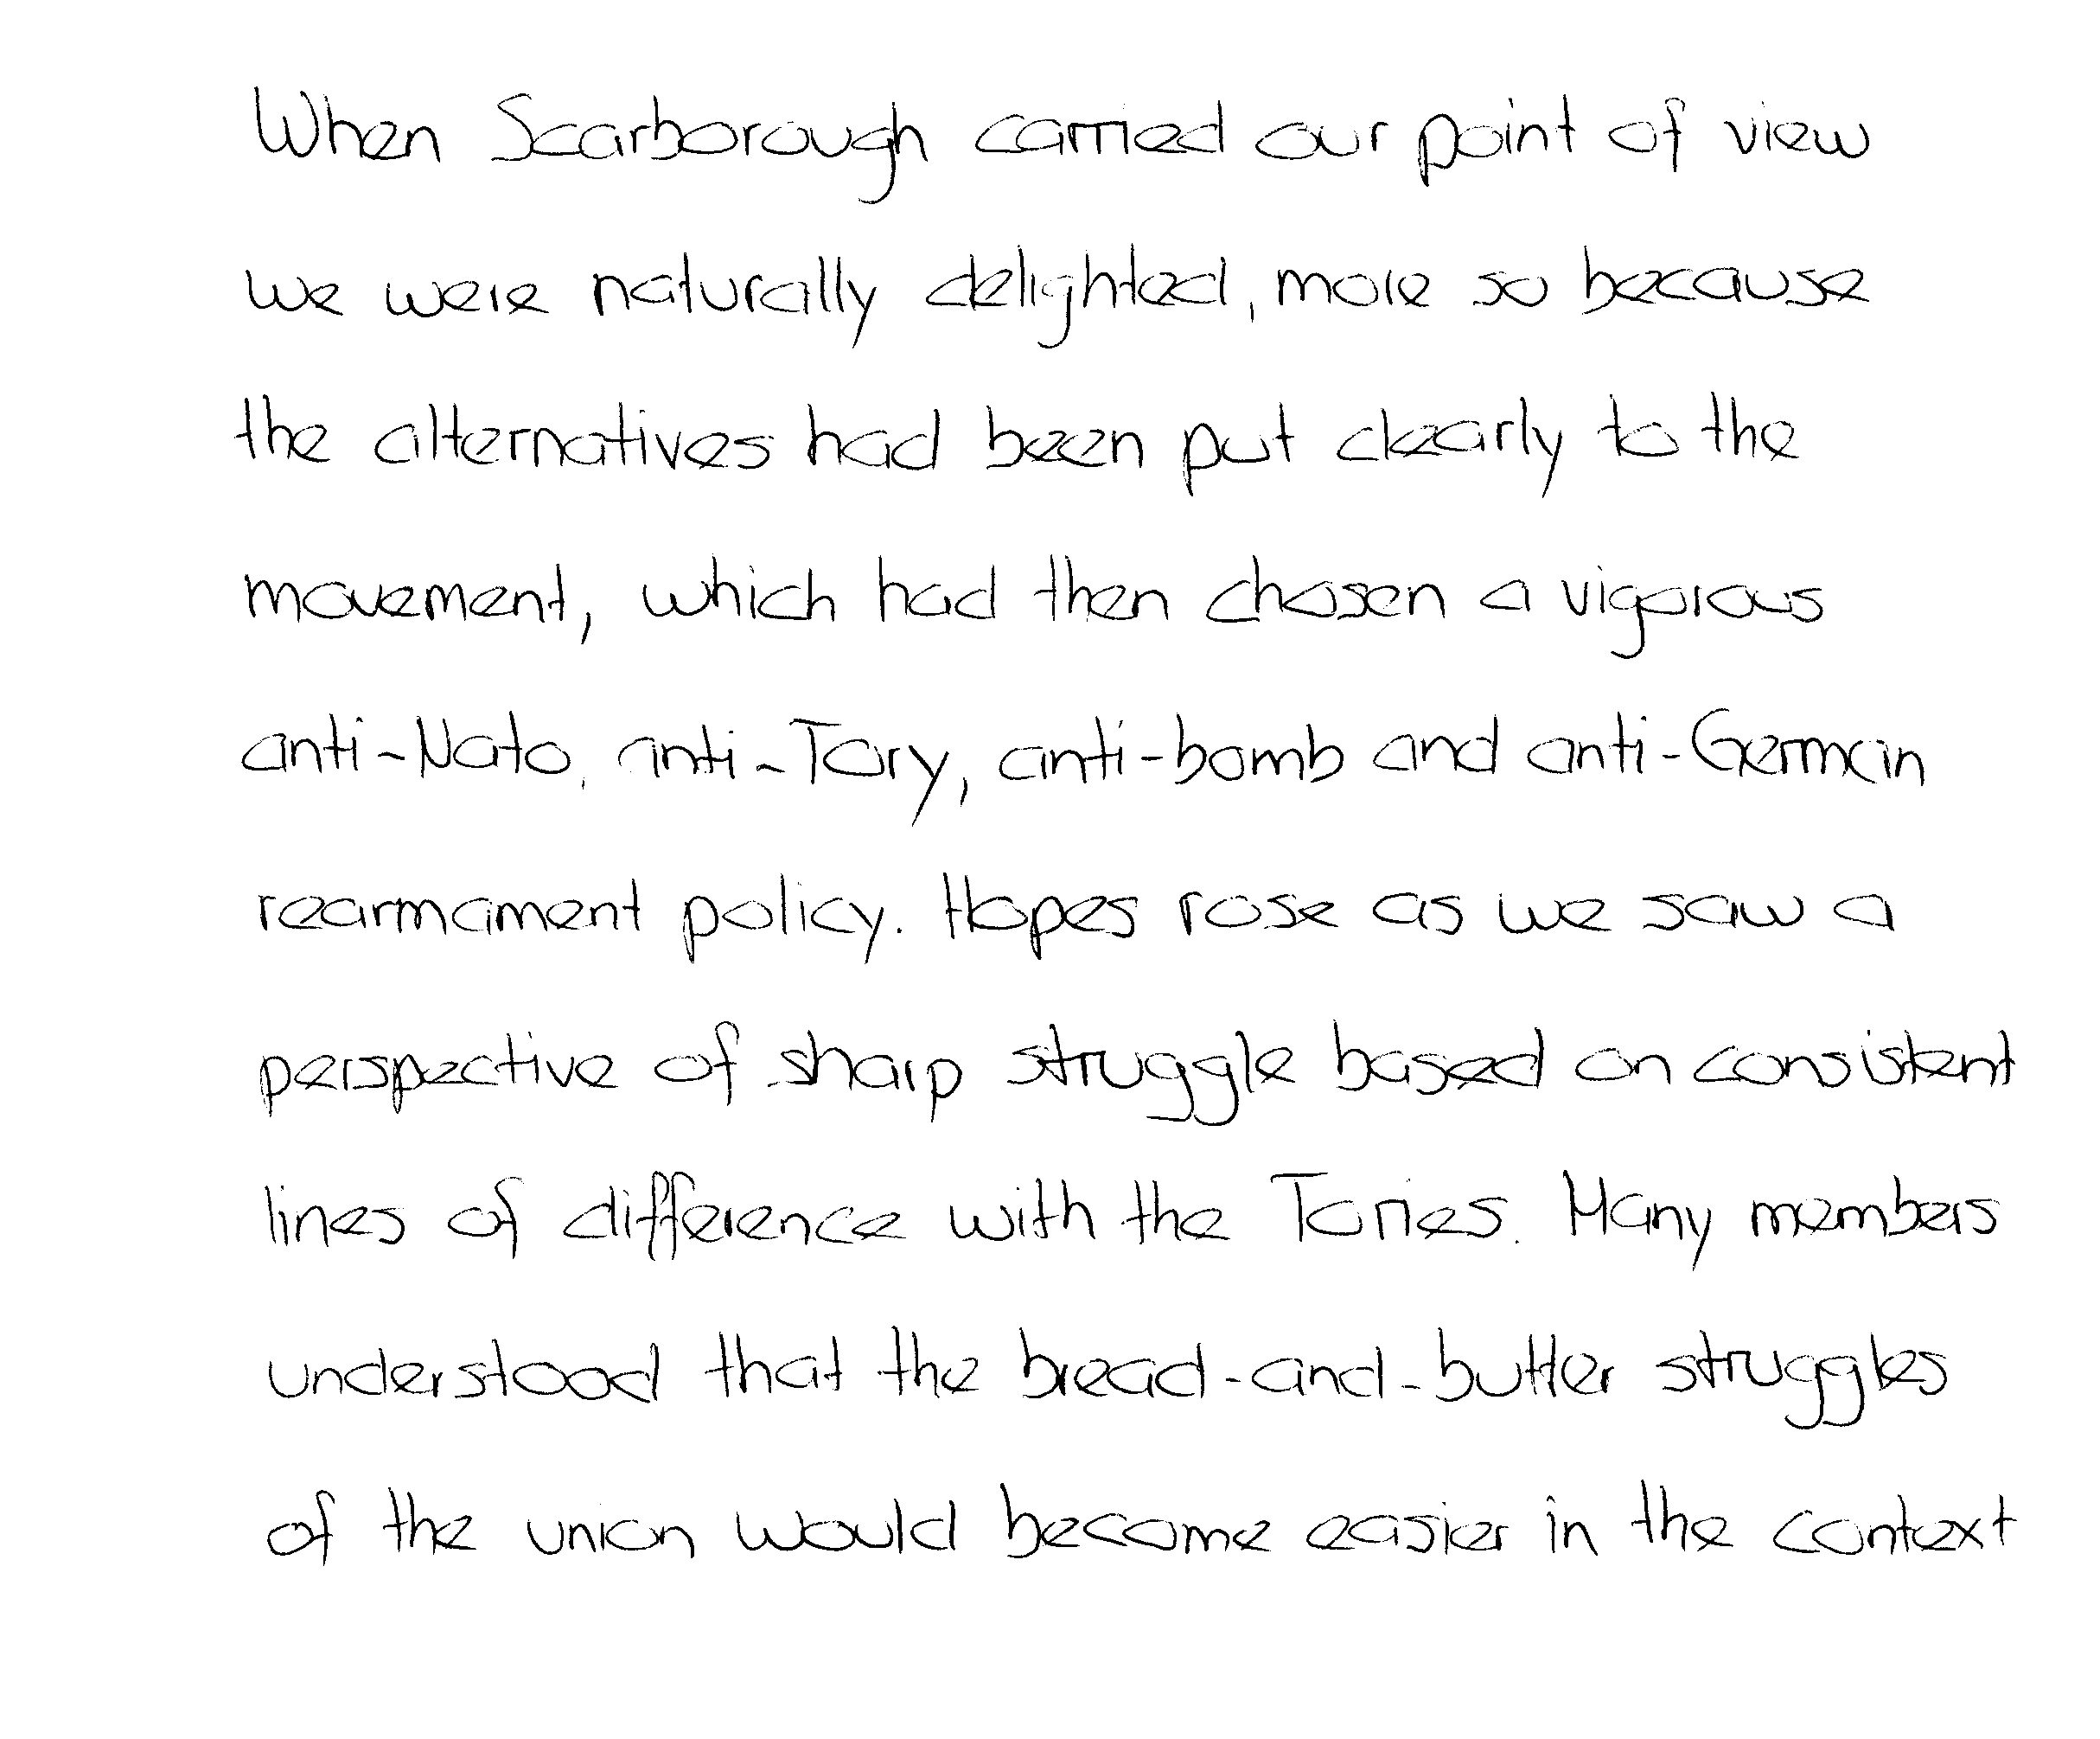 When Scarborough carried our point of view
we were naturally delighted, more so because
the alternatives had been put clearly to the
movement, which had then chosen a vigorous
anti-Nato, anti-Tory, anti-bomb and anti-German
rearmament policy. Hopes rose as we saw a
perspective of sharp struggle based on consistent
lines of difference with the Tories. Many members
understood that the bread-and-butter struggles
of the union would become easier in the context